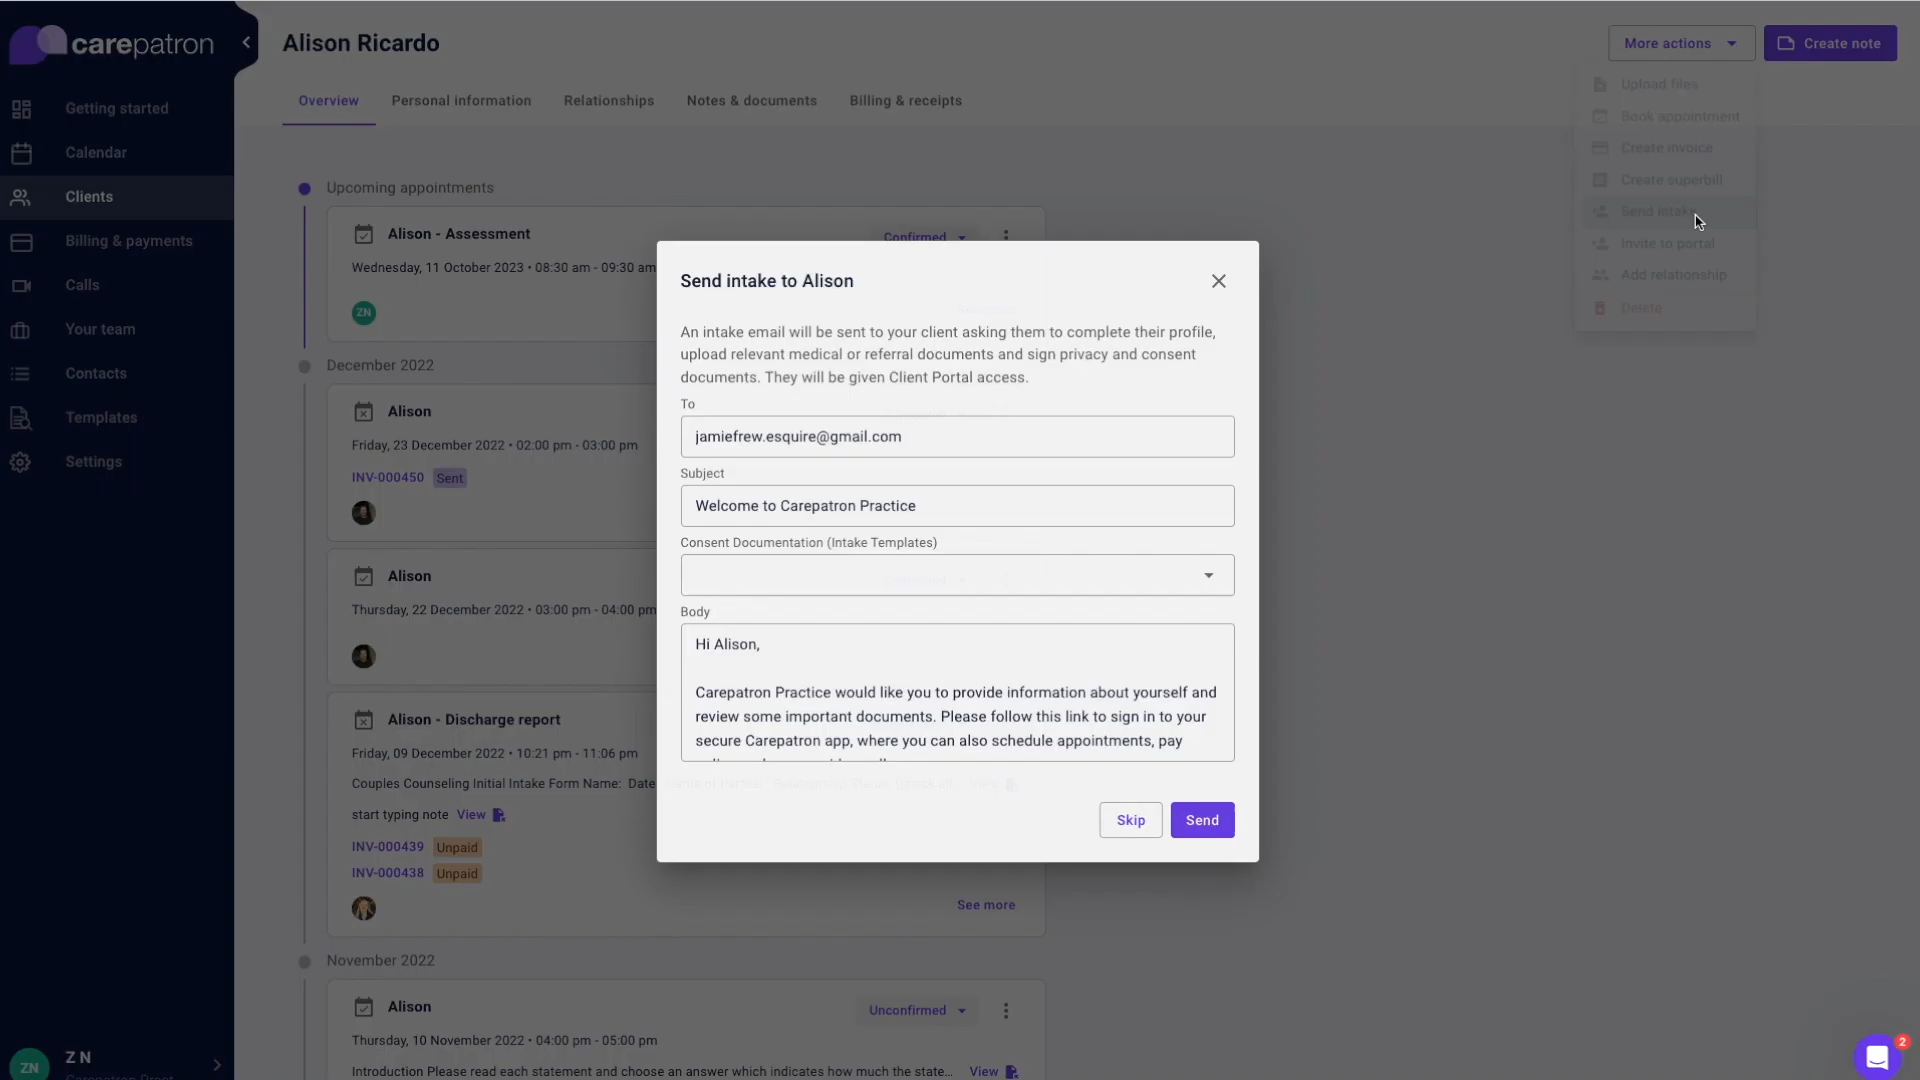 carepatron
Getting started
Calendar
Clients
Billing & payments
Calls
Your team
Contacts
Templates
Settings
ZN
Z N
Alison Ricardo
More actions
Create note
Overview
Personal information
Relationships
Notes & documents
Billing & receipts
Upload files
Book appointment
Create invoice
Create superbill
Send intake
Invite to portal
Add relationship
Delete
Upcoming appointments
Alison - Assessment
Confirmed
Wednesday, 11 October 2023 • 08:30 am - 09:30 am
ZN
December 2022
Alison
Friday, 23 December 2022 • 02:00 pm - 03:00 pm
INV-000450 Sent
Alison
Thursday, 22 December 2022 • 03:00 pm - 04:00 pm
Alison - Discharge report
Friday, 09 December 2022 • 10:21 pm - 11:06 pm
Couples Counseling Initial Intake Form Name: Date
start typing note View
INV-000439 Unpaid
INV-000438 Unpaid
See more
November 2022
Alison
Unconfirmed
Thursday, 10 November 2022 • 04:00 pm - 05:00 pm
Introduction Please read each statement and choose an answer which indicates how much the state... View
Send intake to Alison
An intake email will be sent to your client asking them to complete their profile,
upload relevant medical or referral documents and sign privacy and consent
documents. They will be given Client Portal access.
To
jamiefrew.esquire@gmail.com
Subject
Welcome to Carepatron Practice
Consent Documentation (Intake Templates)
Body
Hi Alison,
Carepatron Practice would like you to provide information about yourself and
review some important documents. Please follow this link to sign in to your
secure Carepatron app, where you can also schedule appointments, pay
Skip
Send
2